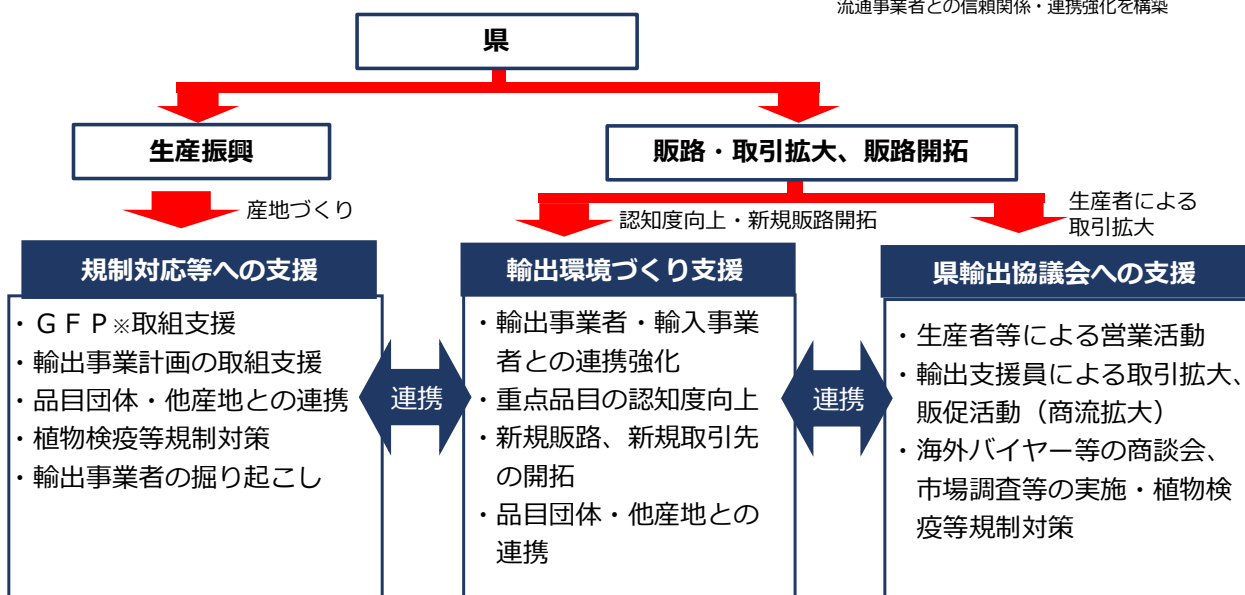 流通事業者との信頼関係・連携強化を構築
県
生産振興
販路・取引拡大、販路開拓
産地づくり
認知度向上・新規販路開拓
生産者による
取引拡大
規制対応等への支援
・ＧＦＰ※取組支援
・輸出事業計画の取組支援
・品目団体・他産地との連携
・植物検疫等規制対策
・輸出事業者の掘り起こし
連携
輸出環境づくり支援
・輸出事業者・輸入事業
者との連携強化
・重点品目の認知度向上
・新規販路、新規取引先
の開拓
・品目団体・他産地との
連携
連携
県輸出協議会への支援
・生産者等による営業活動
・輸出支援員による取引拡大、
販促活動（商流拡大）
・海外バイヤー等の商談会、
市場調査等の実施・植物検
疫等規制対策